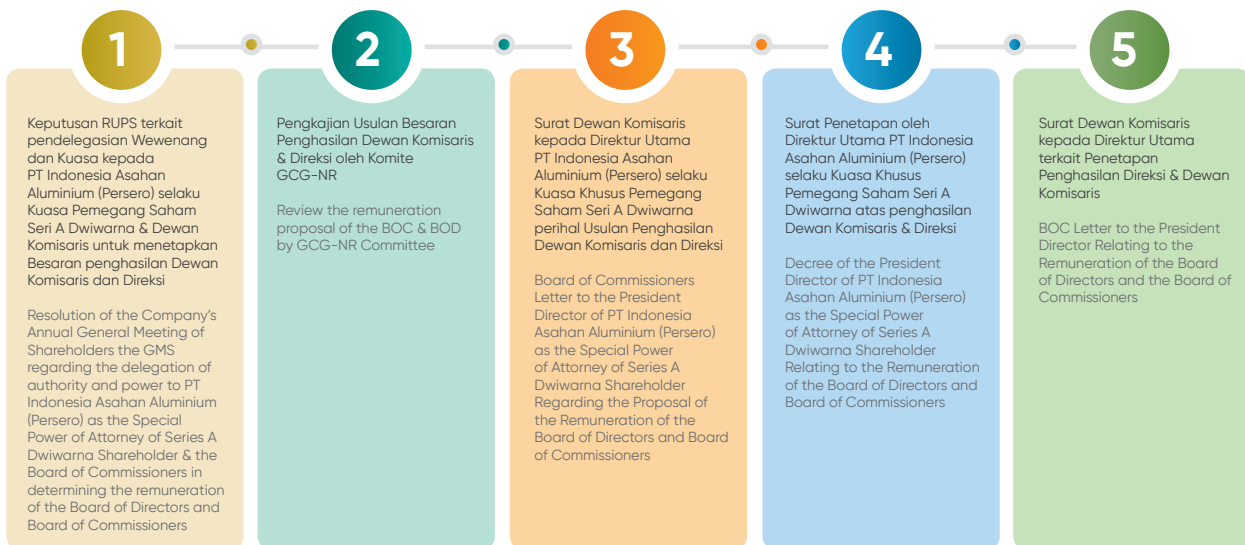 1
Keputusan RUPS terkait
pendelegasian Wewenang
dan Kuasa kepada
PT Indonesia Asahan
Aluminium (Persero) selaku
Kuasa Pemegang Saham
Seri A Dwiwarna & Dewan
Komisaris untuk menetapkan
Besaran penghasilan Dewan
Komisaris dan Direksi
Resolution of the Company's
Annual General Meeting of
Shareholders the GMS
regarding the delegation of
authority and power to PT
Indonesia Asahan Aluminium
(Persero) as the Special
Power of Attorney of Series A
Dwiwarna Shareholder & the
Board of Commissioners in
determining the remuneration
of the Board of Directors and
Board of Commissioners
2
Pengkajian Usulan Besaran
Penghasilan Dewan Komisaris
& Direksi oleh Komite
GCG-NR
Review the remuneration
proposal of the BOC & BOD
by GCG-NR Committee
3
Surat Dewan Komisaris
kepada Direktur Utama
PT Indonesia Asahan
Aluminium (Persero) selaku
Kuasa Khusus Pemegang
Saham Seri A Dwiwarna
perihal Usulan Penghasilan
Dewan Komisaris dan Direksi
Board of Commissioners
Letter to the President
Director of PT Indonesia
Asahan Aluminium (Persero)
as the Special Power
of Attorney of Series A
Dwiwarna Shareholder
Regarding the Proposal of
the Remuneration of the
Board of Directors and Board
of Commissioners
4
Surat Penetapan oleh
Direktur Utama PT Indonesia
Asahan Aluminium (Persero)
selaku Kuasa Khusus
Pemegang Saham Seri A
Dwiwarna atas penghasilan
Dewan Komisaris & Direksi
Decree of the President
Director of PT Indonesia
Asahan Aluminium (Persero)
as the Special Power
of Attorney of Series A
Dwiwarna Shareholder
Relating to the Remuneration
of the Board of Directors and
Board of Commissioners
5
Surat Dewan Komisaris
kepada Direktur Utama
terkait Penetapan
Penghasilan Direksi & Dewan
Komisaris
BOC Letter to the President
Director Relating to the
Remuneration of the Board
of Directors and the Board of
Commissioners